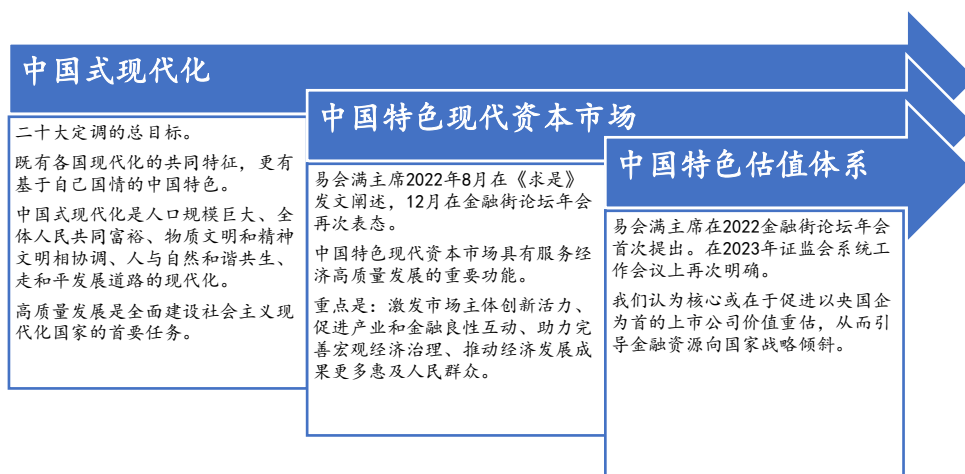 中国式现代化
二十大定调的总目标。
既有各国现代化的共同特征，更有
基于自己国情的中国特色。
中国式现代化是人口规模巨大、全
体人民共同富裕、物质文明和精神
文明相协调、人与自然和谐共生、
走和平发展道路的现代化。
高质量发展是全面建设社会主义现
代化国家的首要任务。
中国特色现代资本市场
易会满主席2022年8月在《求是》
发文阐述，12月在金融街论坛年会
再次表态。
中国特色现代资本市场具有服务经
济高质量发展的重要功能。
重点是：激发市场主体创新活力、
促进产业和金融良性互动、助力完
善宏观经济治理、推动经济发展成
果更多惠及人民群众。
中国特色估值体系
易会满主席在2022金融街论坛年会
首次提出。在2023年证监会系统工
作会议上再次明确。
我们认为核心或在于促进以央国企
为首的上市公司价值重估，从而引
导金融资源向国家战略倾斜。